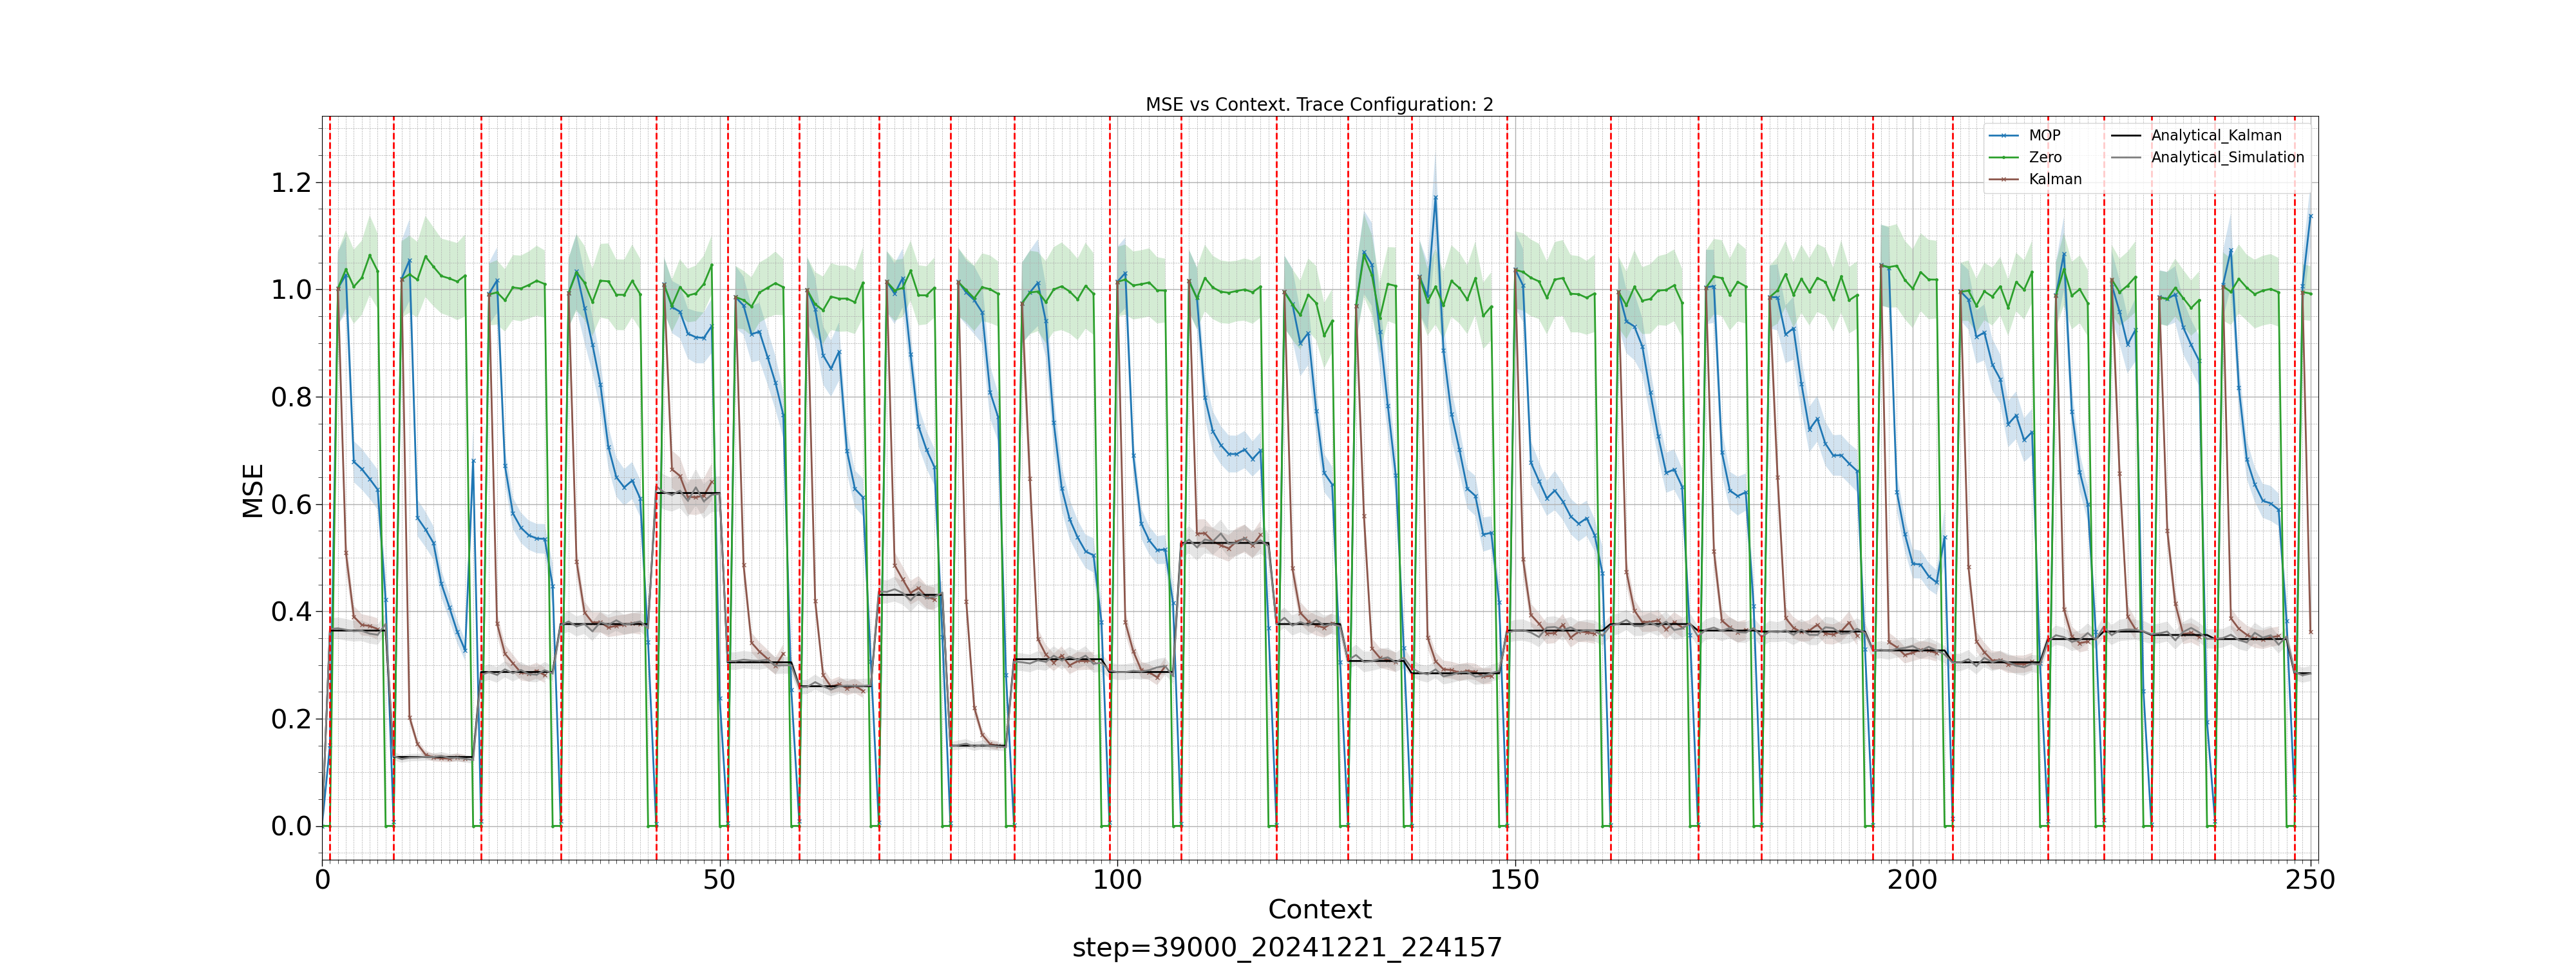 MSE vs Context. Trace Configuration: 2
MOP
Zero
Kalman
Analytical_Kalman
Analytical_Simulation
1.2
1.0
0.8
0.6
0.4
0.2
0.0
MSE
0 50 100 150 200 250
Context
step=39000_20241221_224157